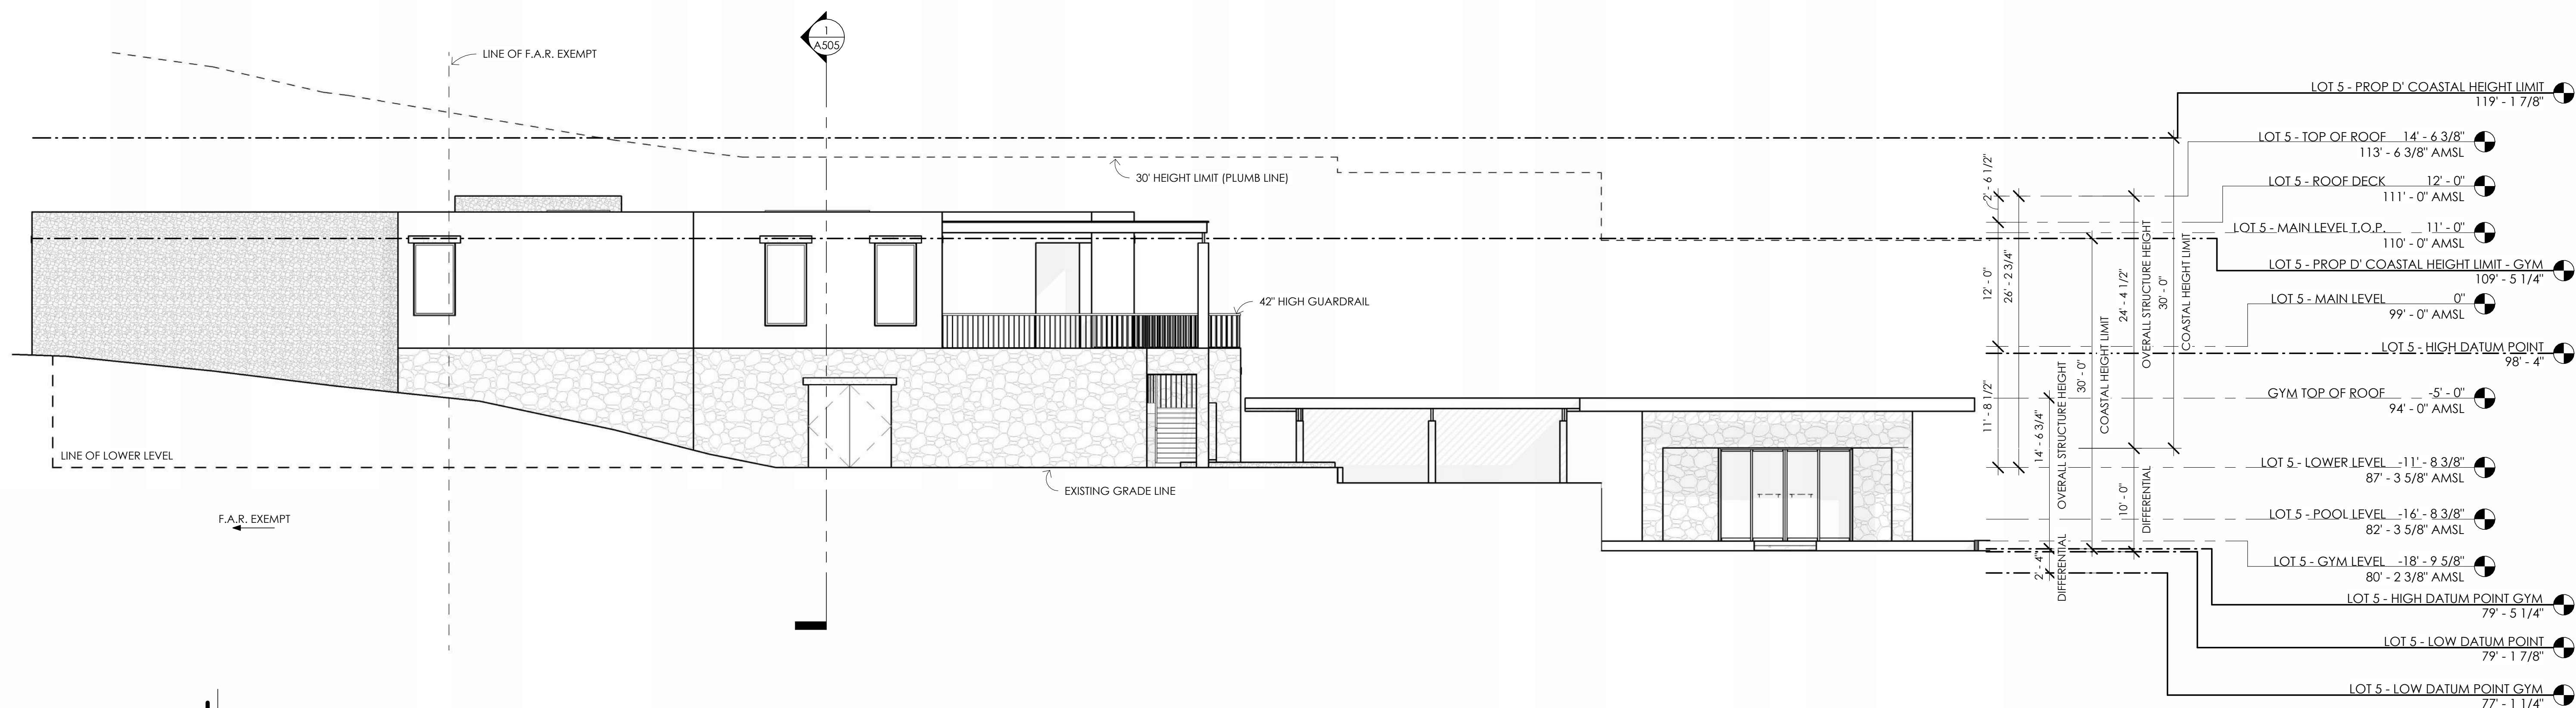 1
A505
LINE OF F.A.R. EXEMPT
30' HEIGHT LIMIT (PLUMB LINE)
42" HIGH GUARDRAIL
LINE OF LOWER LEVEL
EXISTING GRADE LINE
F.A.R. EXEMPT
2' - 6 1/2"
12' - 0"
11' - 8 1/2"
26' - 2 3/4"
14' - 6 3/4"
2' - 4"
OVERALL STRUCTURE HEIGHT
DIFFERENTIAL
30' - 0"
COASTAL HEIGHT LIMIT
24' - 4 1/2"
10' - 0"
OVERALL STRUCTURE HEIGHT
DIFFERENTIAL
30' - 0"
COASTAL HEIGHT LIMIT
LOT 5 - PROP D' COASTAL HEIGHT LIMIT
119' - 1 7/8"
LOT 5 - TOP OF ROOF 14' - 6 3/8"
113' - 6 3/8" AMSL
LOT 5 - ROOF DECK 12' - 0"
111' - 0" AMSL
LOT 5 - MAIN LEVEL T.O.P. 11' - 0"
110' - 0" AMSL
LOT 5 - PROP D' COASTAL HEIGHT LIMIT - GYM
109' - 5 1/4"
LOT 5 - MAIN LEVEL 0"
99' - 0" AMSL
LOT 5 - HIGH DATUM POINT
98' - 4"
GYM TOP OF ROOF -5' - 0"
94' - 0" AMSL
LOT 5 - LOWER LEVEL -11' - 8 3/8"
87' - 3 5/8" AMSL
LOT 5 - POOL LEVEL -16' - 8 3/8"
82' - 3 5/8" AMSL
LOT 5 - GYM LEVEL -18' - 9 5/8"
80' - 2 3/8" AMSL
LOT 5 - HIGH DATUM POINT GYM
79' - 5 1/4"
LOT 5 - LOW DATUM POINT
79' - 1 7/8"
LOT 5 - LOW DATUM POINT GYM
77' - 1 1/4"